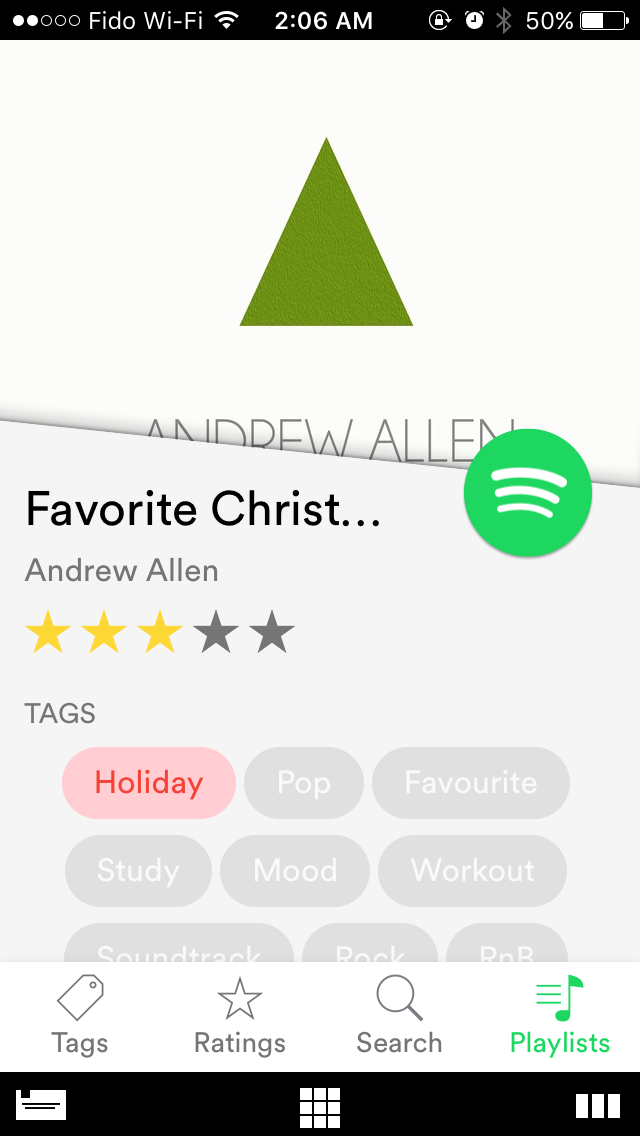 Fido Wi-Fi 2:06 AM 50%
ANDREW ALLEN
Favorite Christ...
Andrew Allen
TAGS
Holiday Pop Favourite
Study Mood Workout
Soundtrack Rock RnB
Tags Ratings Search Playlists